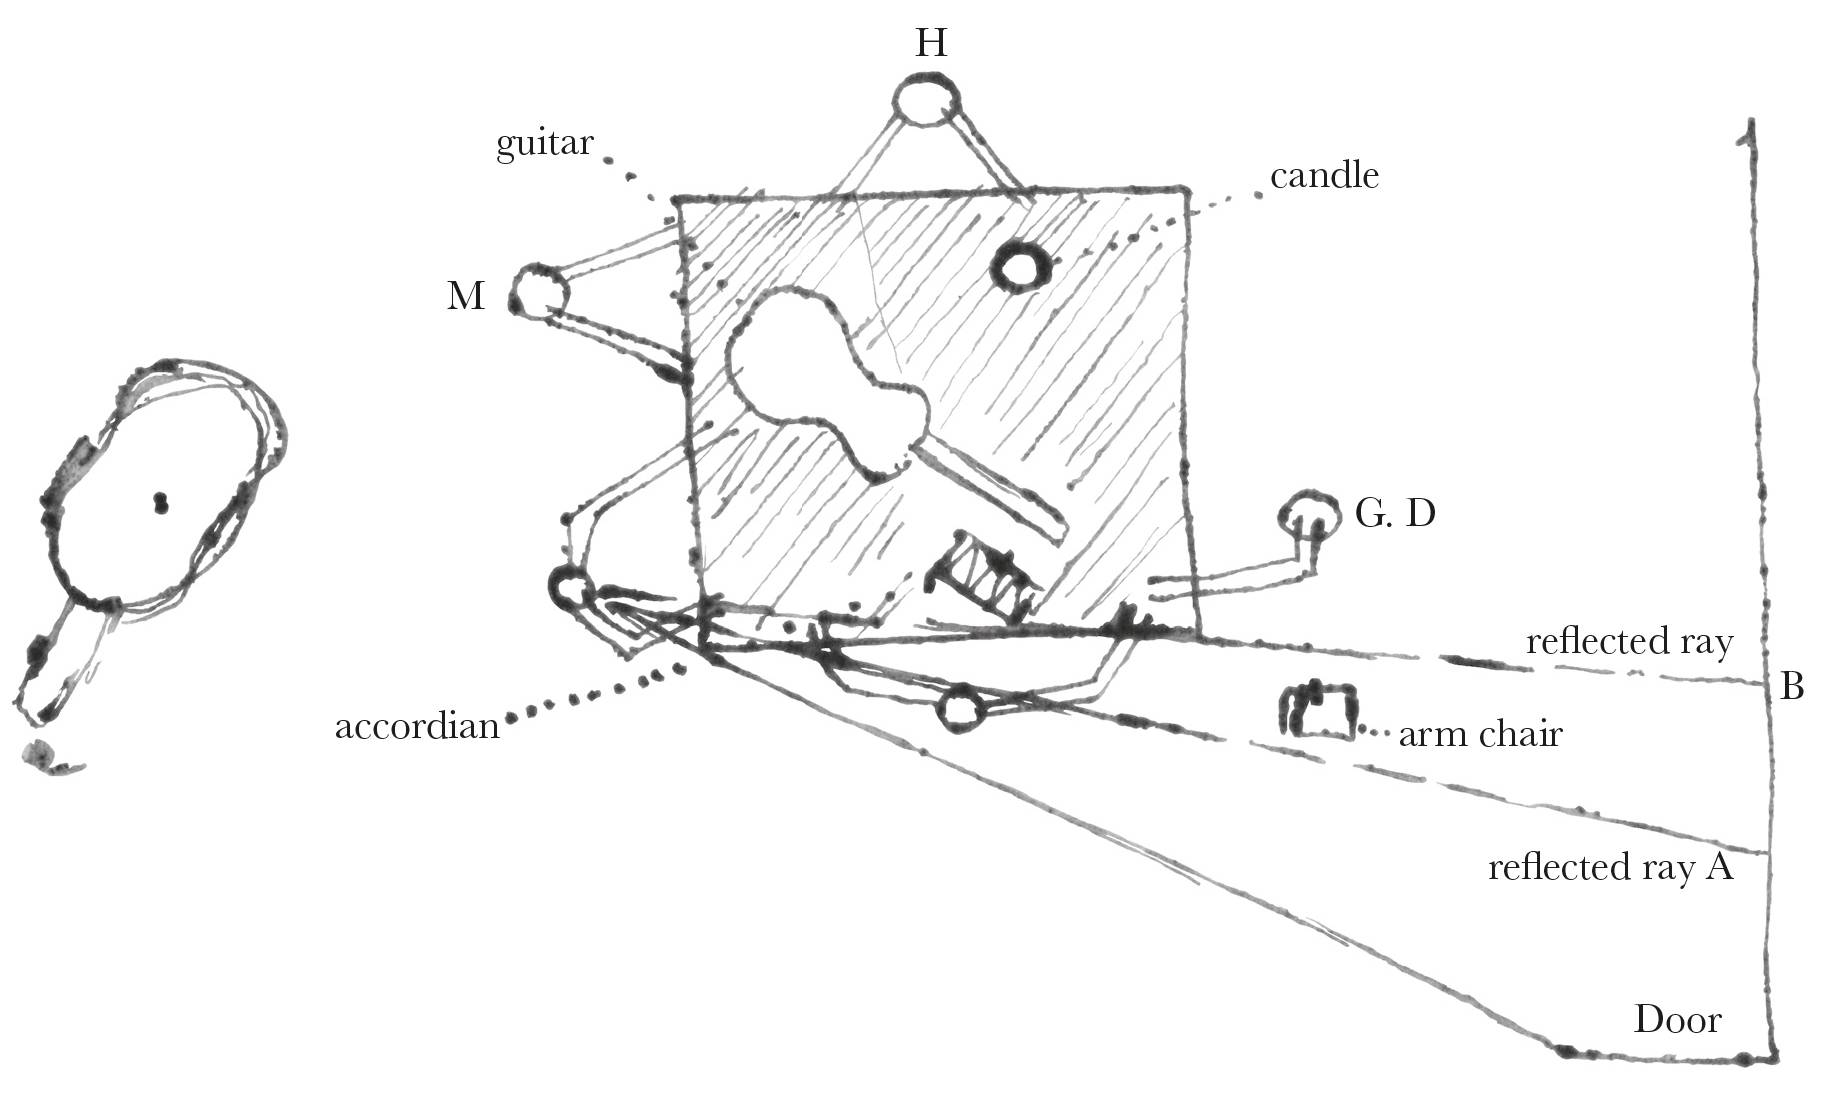 H
guitar
candle
M
G. D
reflected ray
B
accordian
arm chair
reflected ray A
Door